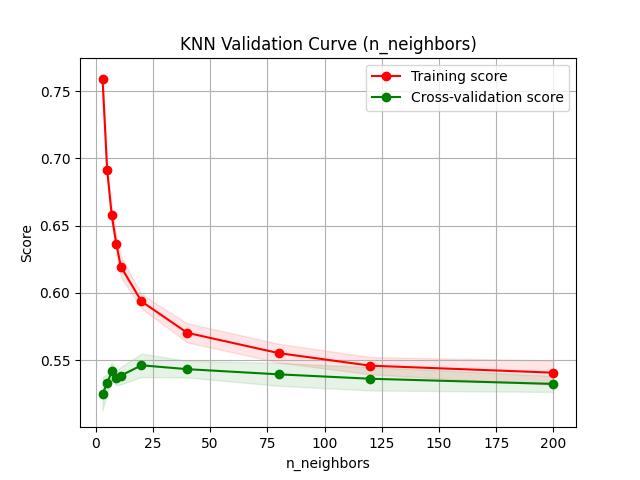 KNN Validation Curve (n_neighbors)
Training score
Cross-validation score
Score
0.75
0.70
0.65
0.60
0.55
0 25 50 75 100 125 150 175 200
n_neighbors